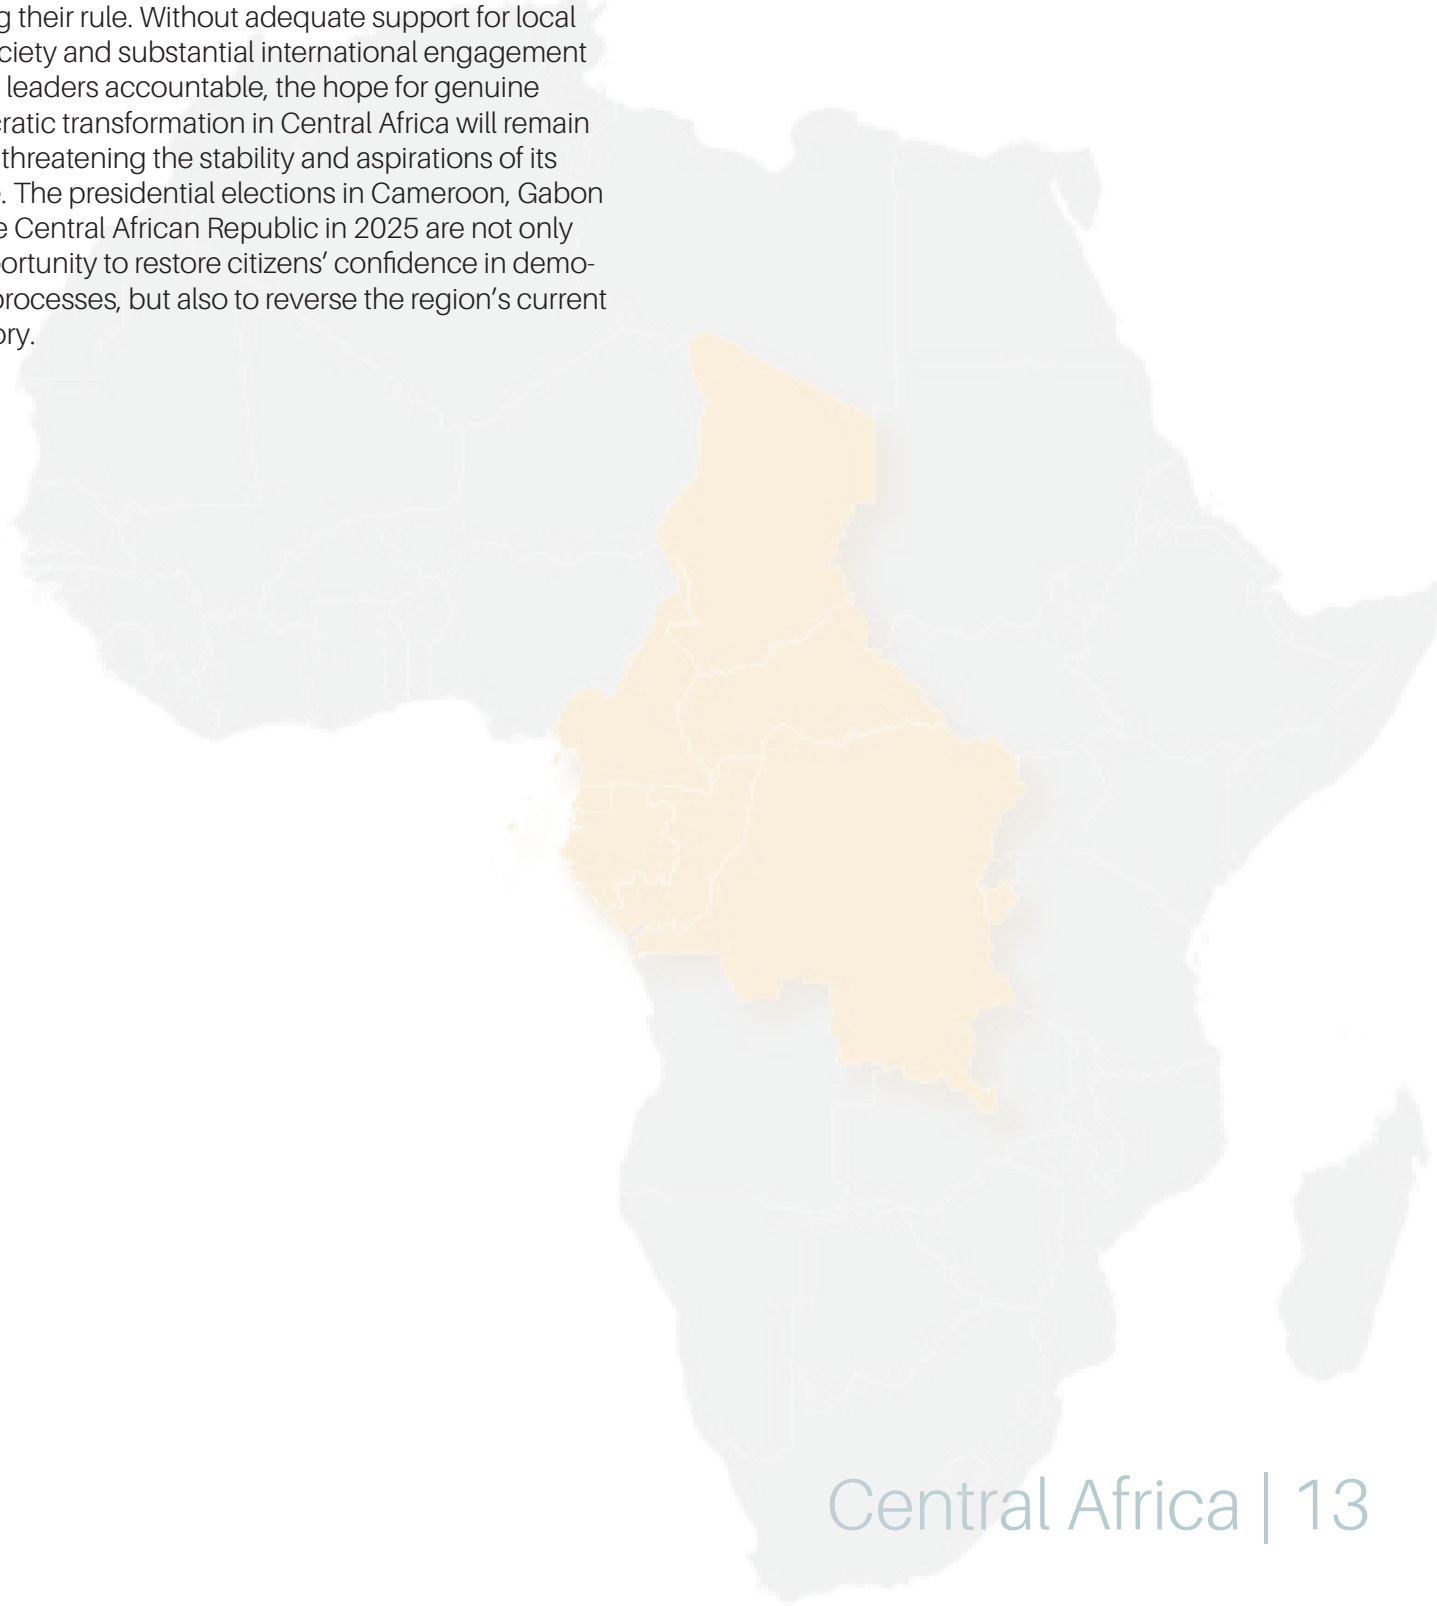 g their rule. Without adequate support for local
ciety and substantial international engagement
leaders accountable, the hope for genuine
cratic transformation in Central Africa will remain
threatening the stability and aspirations of its
. The presidential elections in Cameroon, Gabon
e Central African Republic in 2025 are not only
portunity to restore citizens’ confidence in demo-
processes, but also to reverse the region’s current
ory.
Central Africa | 13